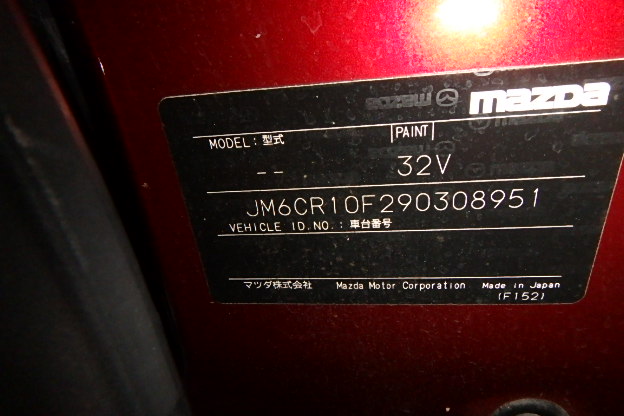 mazda
MODEL: 型式 PAINT
-- 32V
JM6CR10F290308951
VEHICLE ID.NO.: 車台番号
マツダ株式会社 Mazda Motor Corporation Made in Japan
(F152)